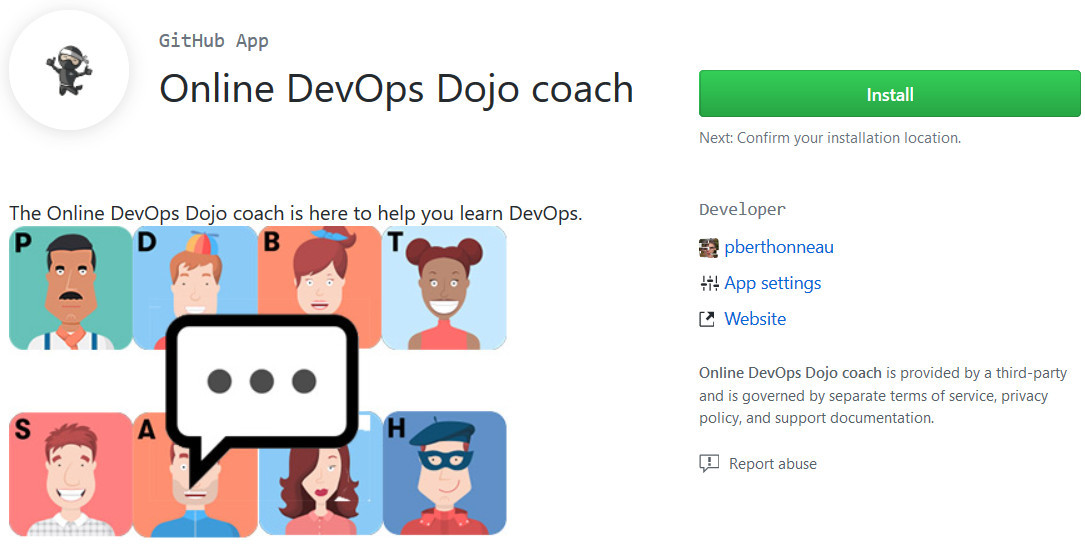 GitHub App
Online DevOps Dojo coach
Install
Next: Confirm your installation location.
The Online DevOps Dojo coach is here to help you learn DevOps.
P
D
B
T
S
A
H
Developer
pberthonneau
App settings
Website
Online DevOps Dojo coach is provided by a third-party
and is governed by separate terms of service, privacy
policy, and support documentation.
Report abuse